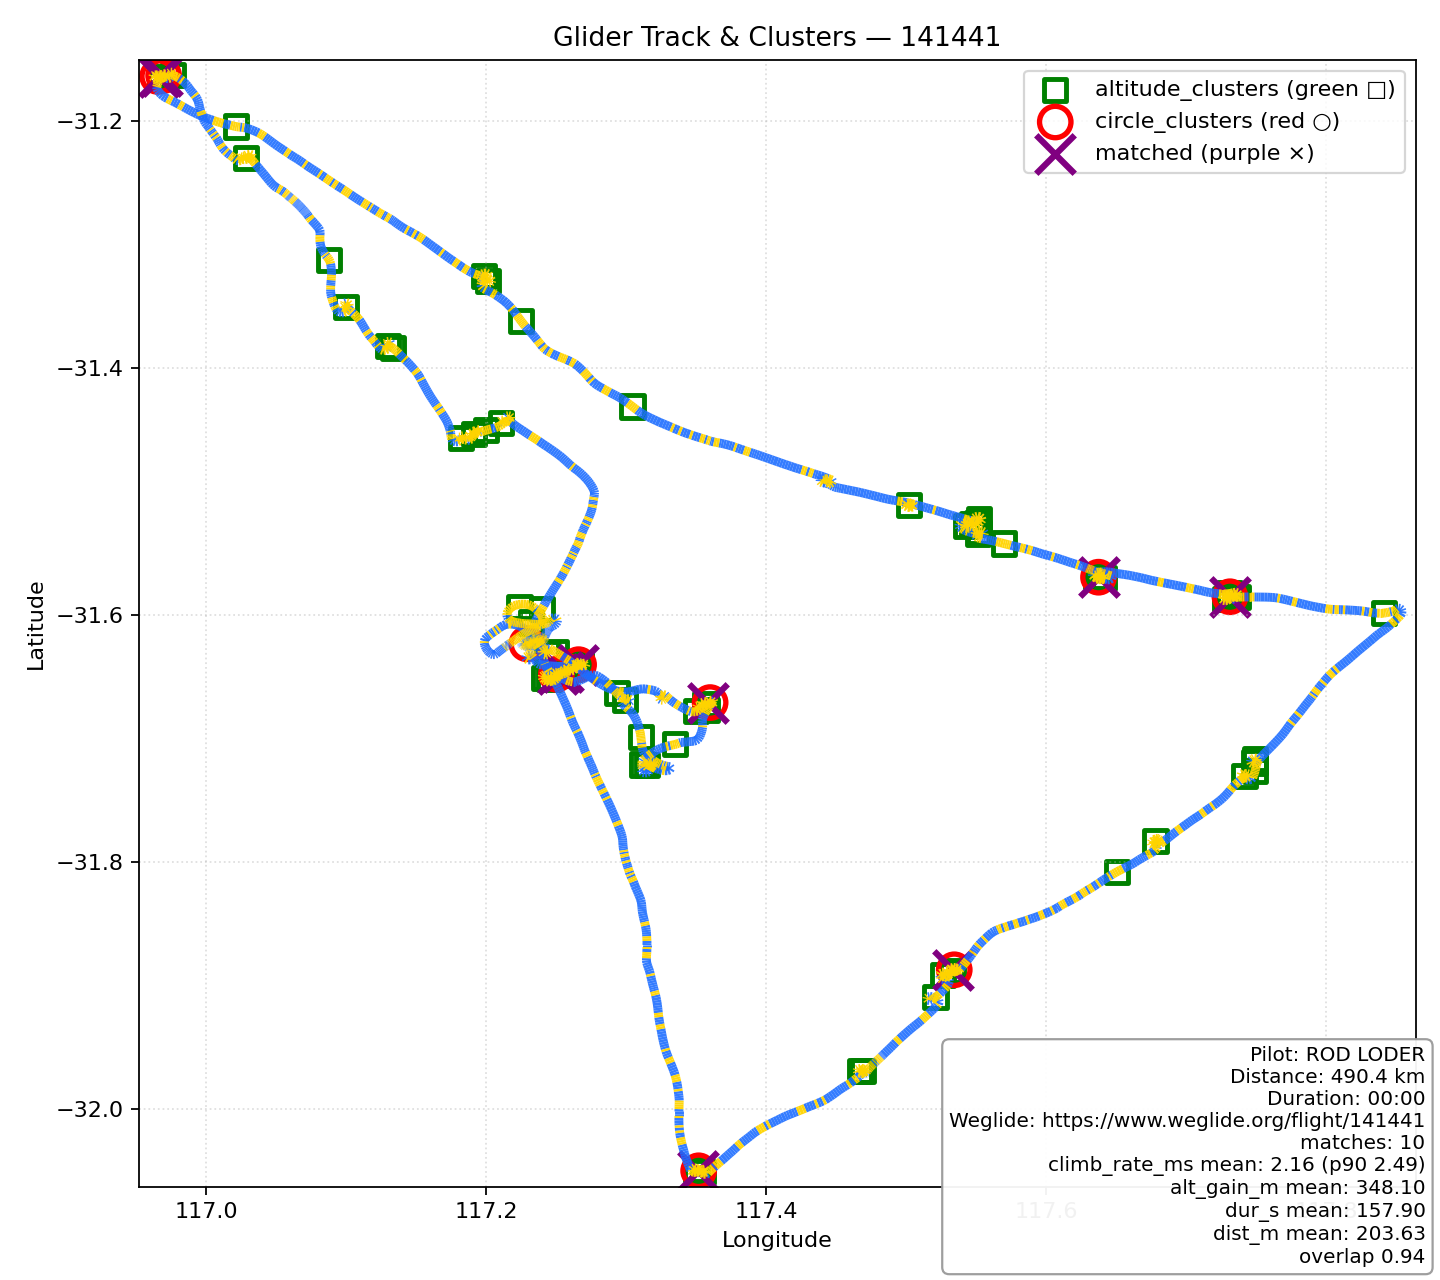 Glider Track & Clusters — 141441
altitude_clusters (green □)
circle_clusters (red ○)
matched (purple ×)
−31.2
−31.4
−31.6
−31.8
−32.0
Latitude
117.0
117.2
117.4
117.6
Longitude
Pilot: ROD LODER
Distance: 490.4 km
Duration: 00:00
Weglide: https://www.weglide.org/flight/141441
matches: 10
climb_rate_ms mean: 2.16 (p90 2.49)
alt_gain_m mean: 348.10
dur_s mean: 157.90
dist_m mean: 203.63
overlap 0.94